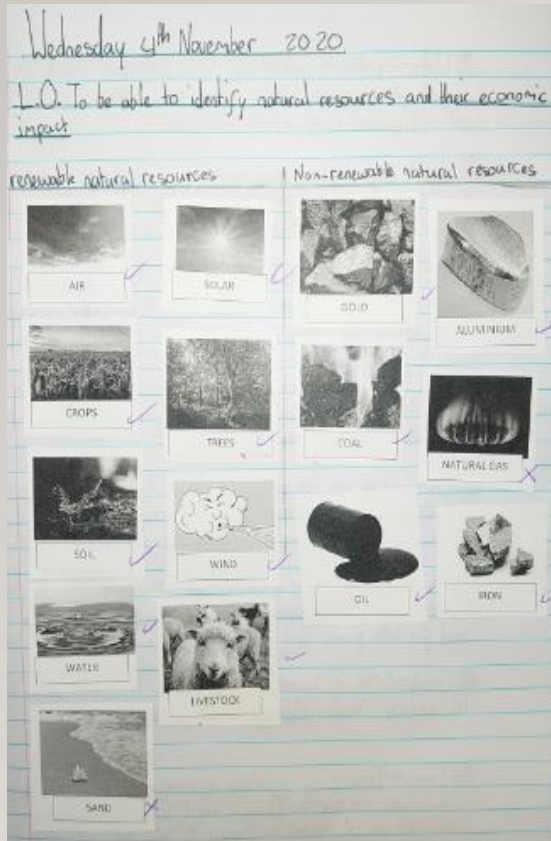 Wednesday 4th November 2020
L.O. To be able to identify natural resources and their economic
impact
renewable natural resources
Non-renewable natural resources
AIR
SOLAR
GOLD
ALUMINIUM
CROPS
TREES
COAL
NATURAL GAS
SOIL
WIND
OIL
IRON
WATER
LIVESTOCK
SAND